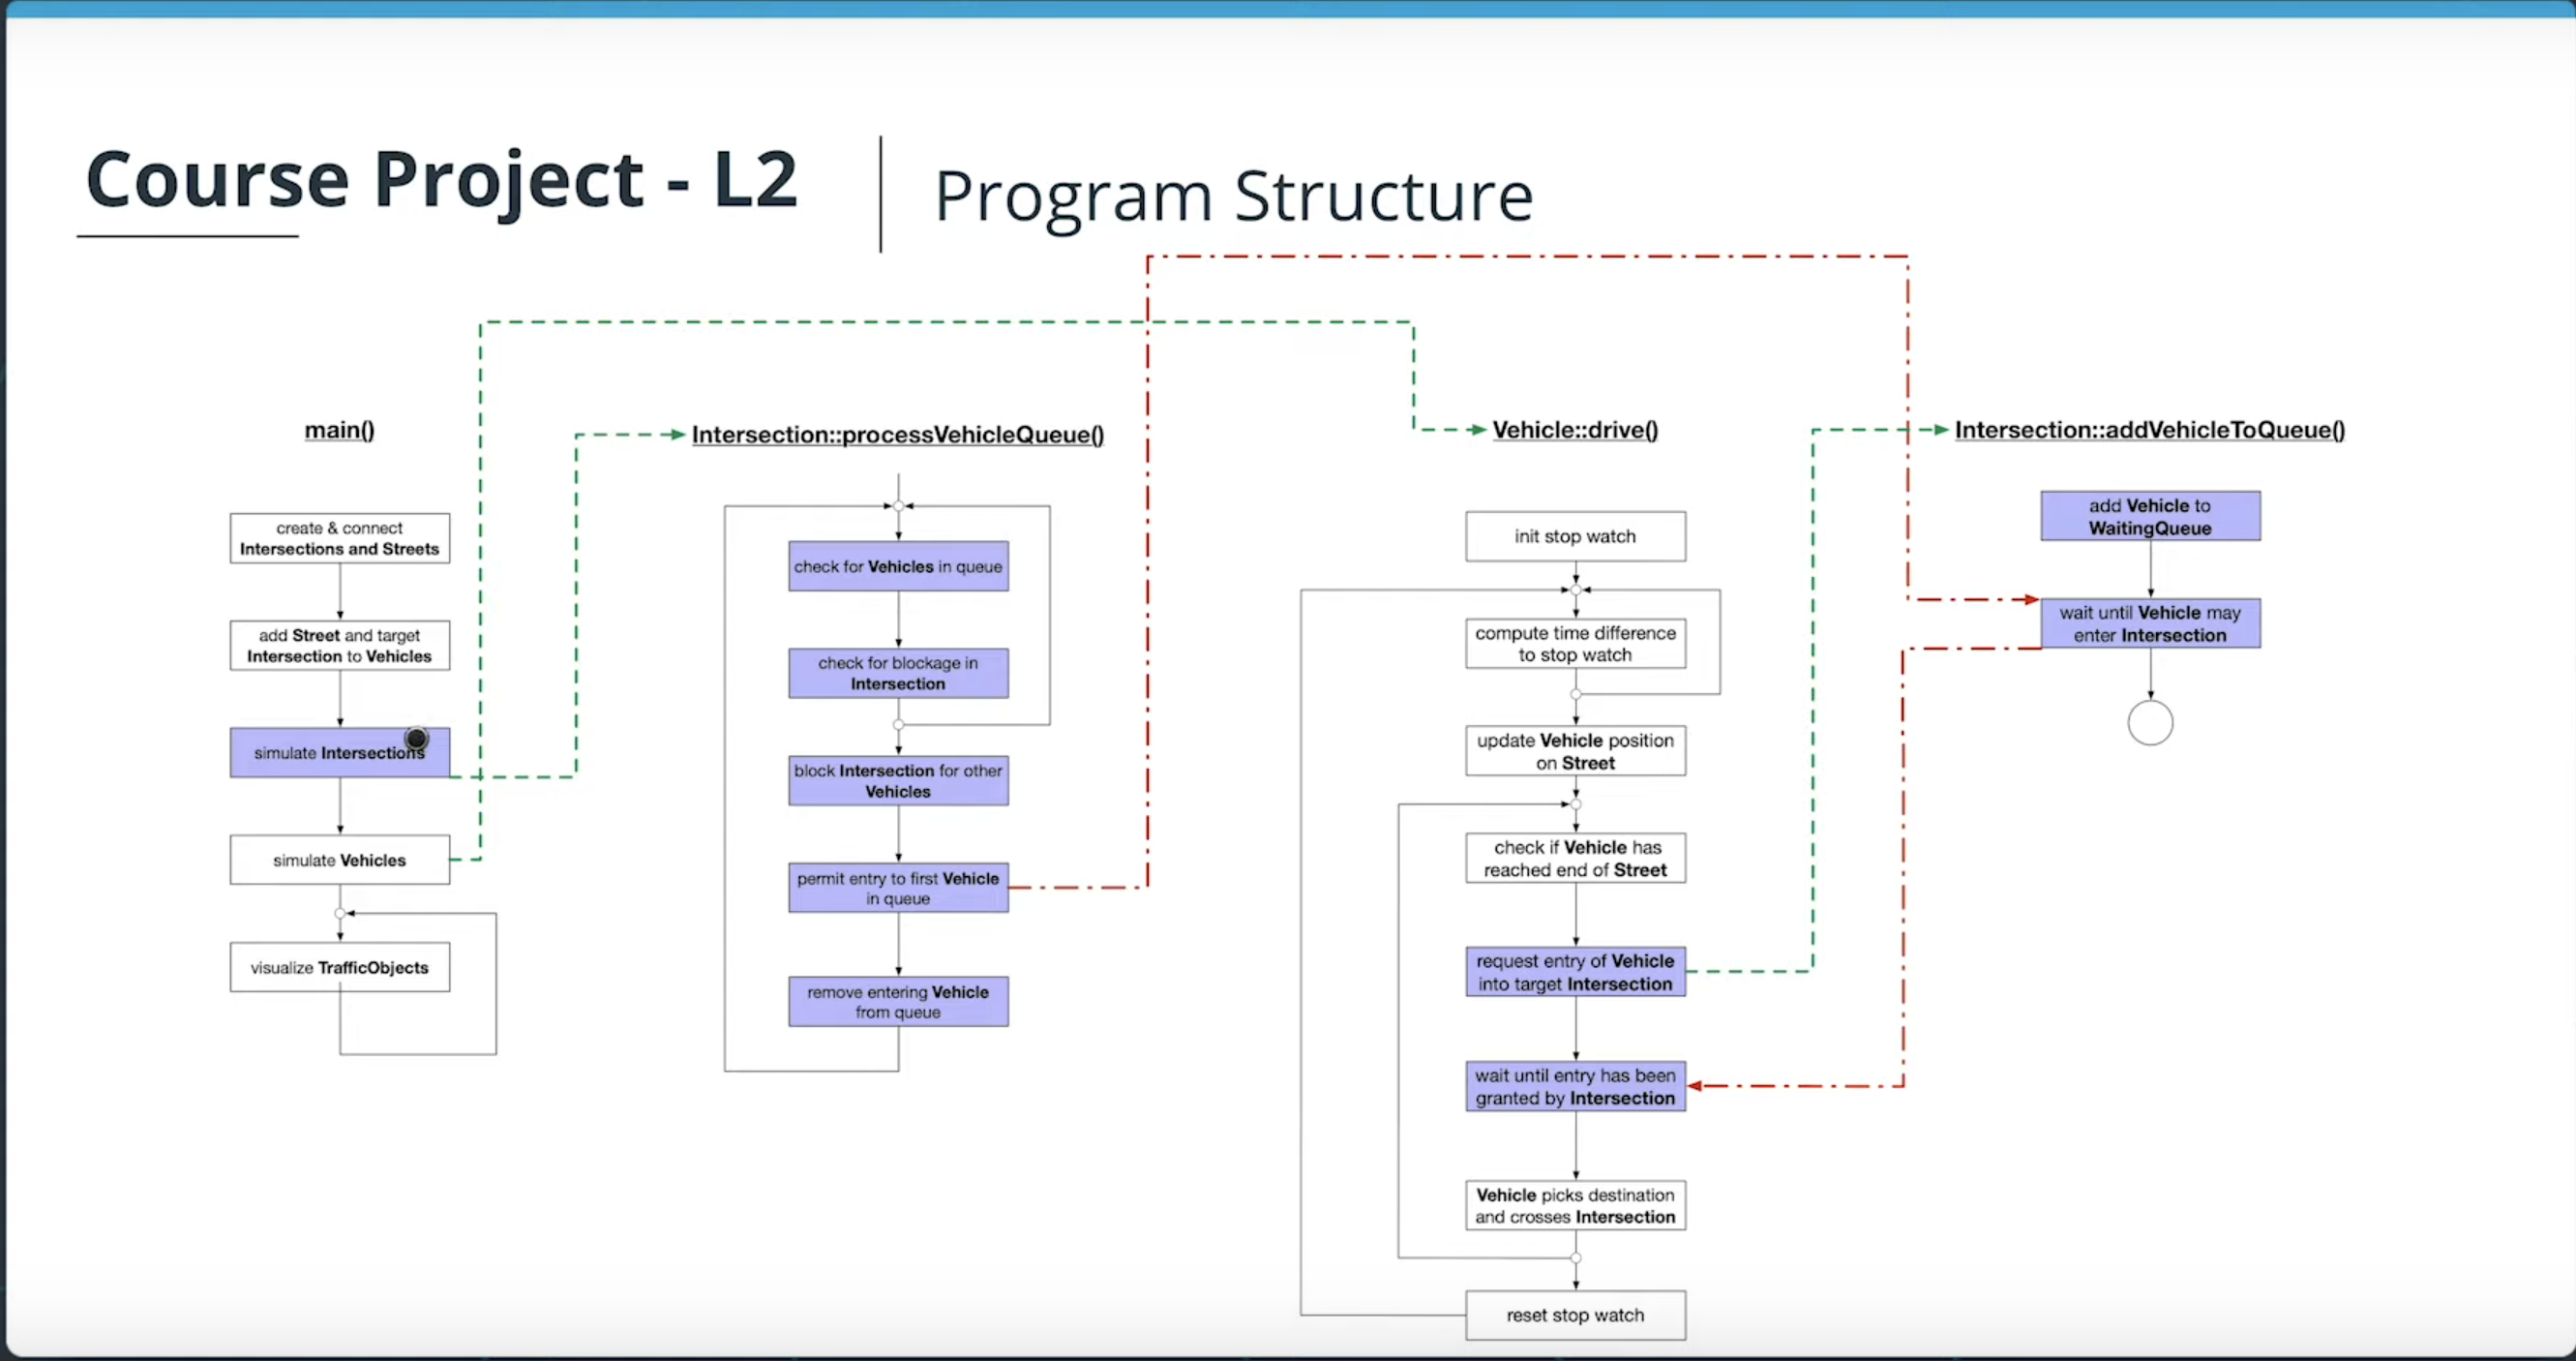 Course Project - L2
Program Structure
main()
create & connect
Intersections and Streets
add Street and target
Intersection to Vehicles
simulate Intersections
simulate Vehicles
visualize TrafficObjects
Intersection::processVehicleQueue()
check for Vehicles in queue
check for blockage in
Intersection
block Intersection for other
Vehicles
permit entry to first Vehicle
in queue
remove entering Vehicle
from queue
Vehicle::drive()
init stop watch
compute time difference
to stop watch
update Vehicle position
on Street
check if Vehicle has
reached end of Street
request entry of Vehicle
into target Intersection
wait until entry has been
granted by Intersection
Vehicle picks destination
and crosses Intersection
reset stop watch
Intersection::addVehicleToQueue()
add Vehicle to
WaitingQueue
wait until Vehicle may
enter Intersection